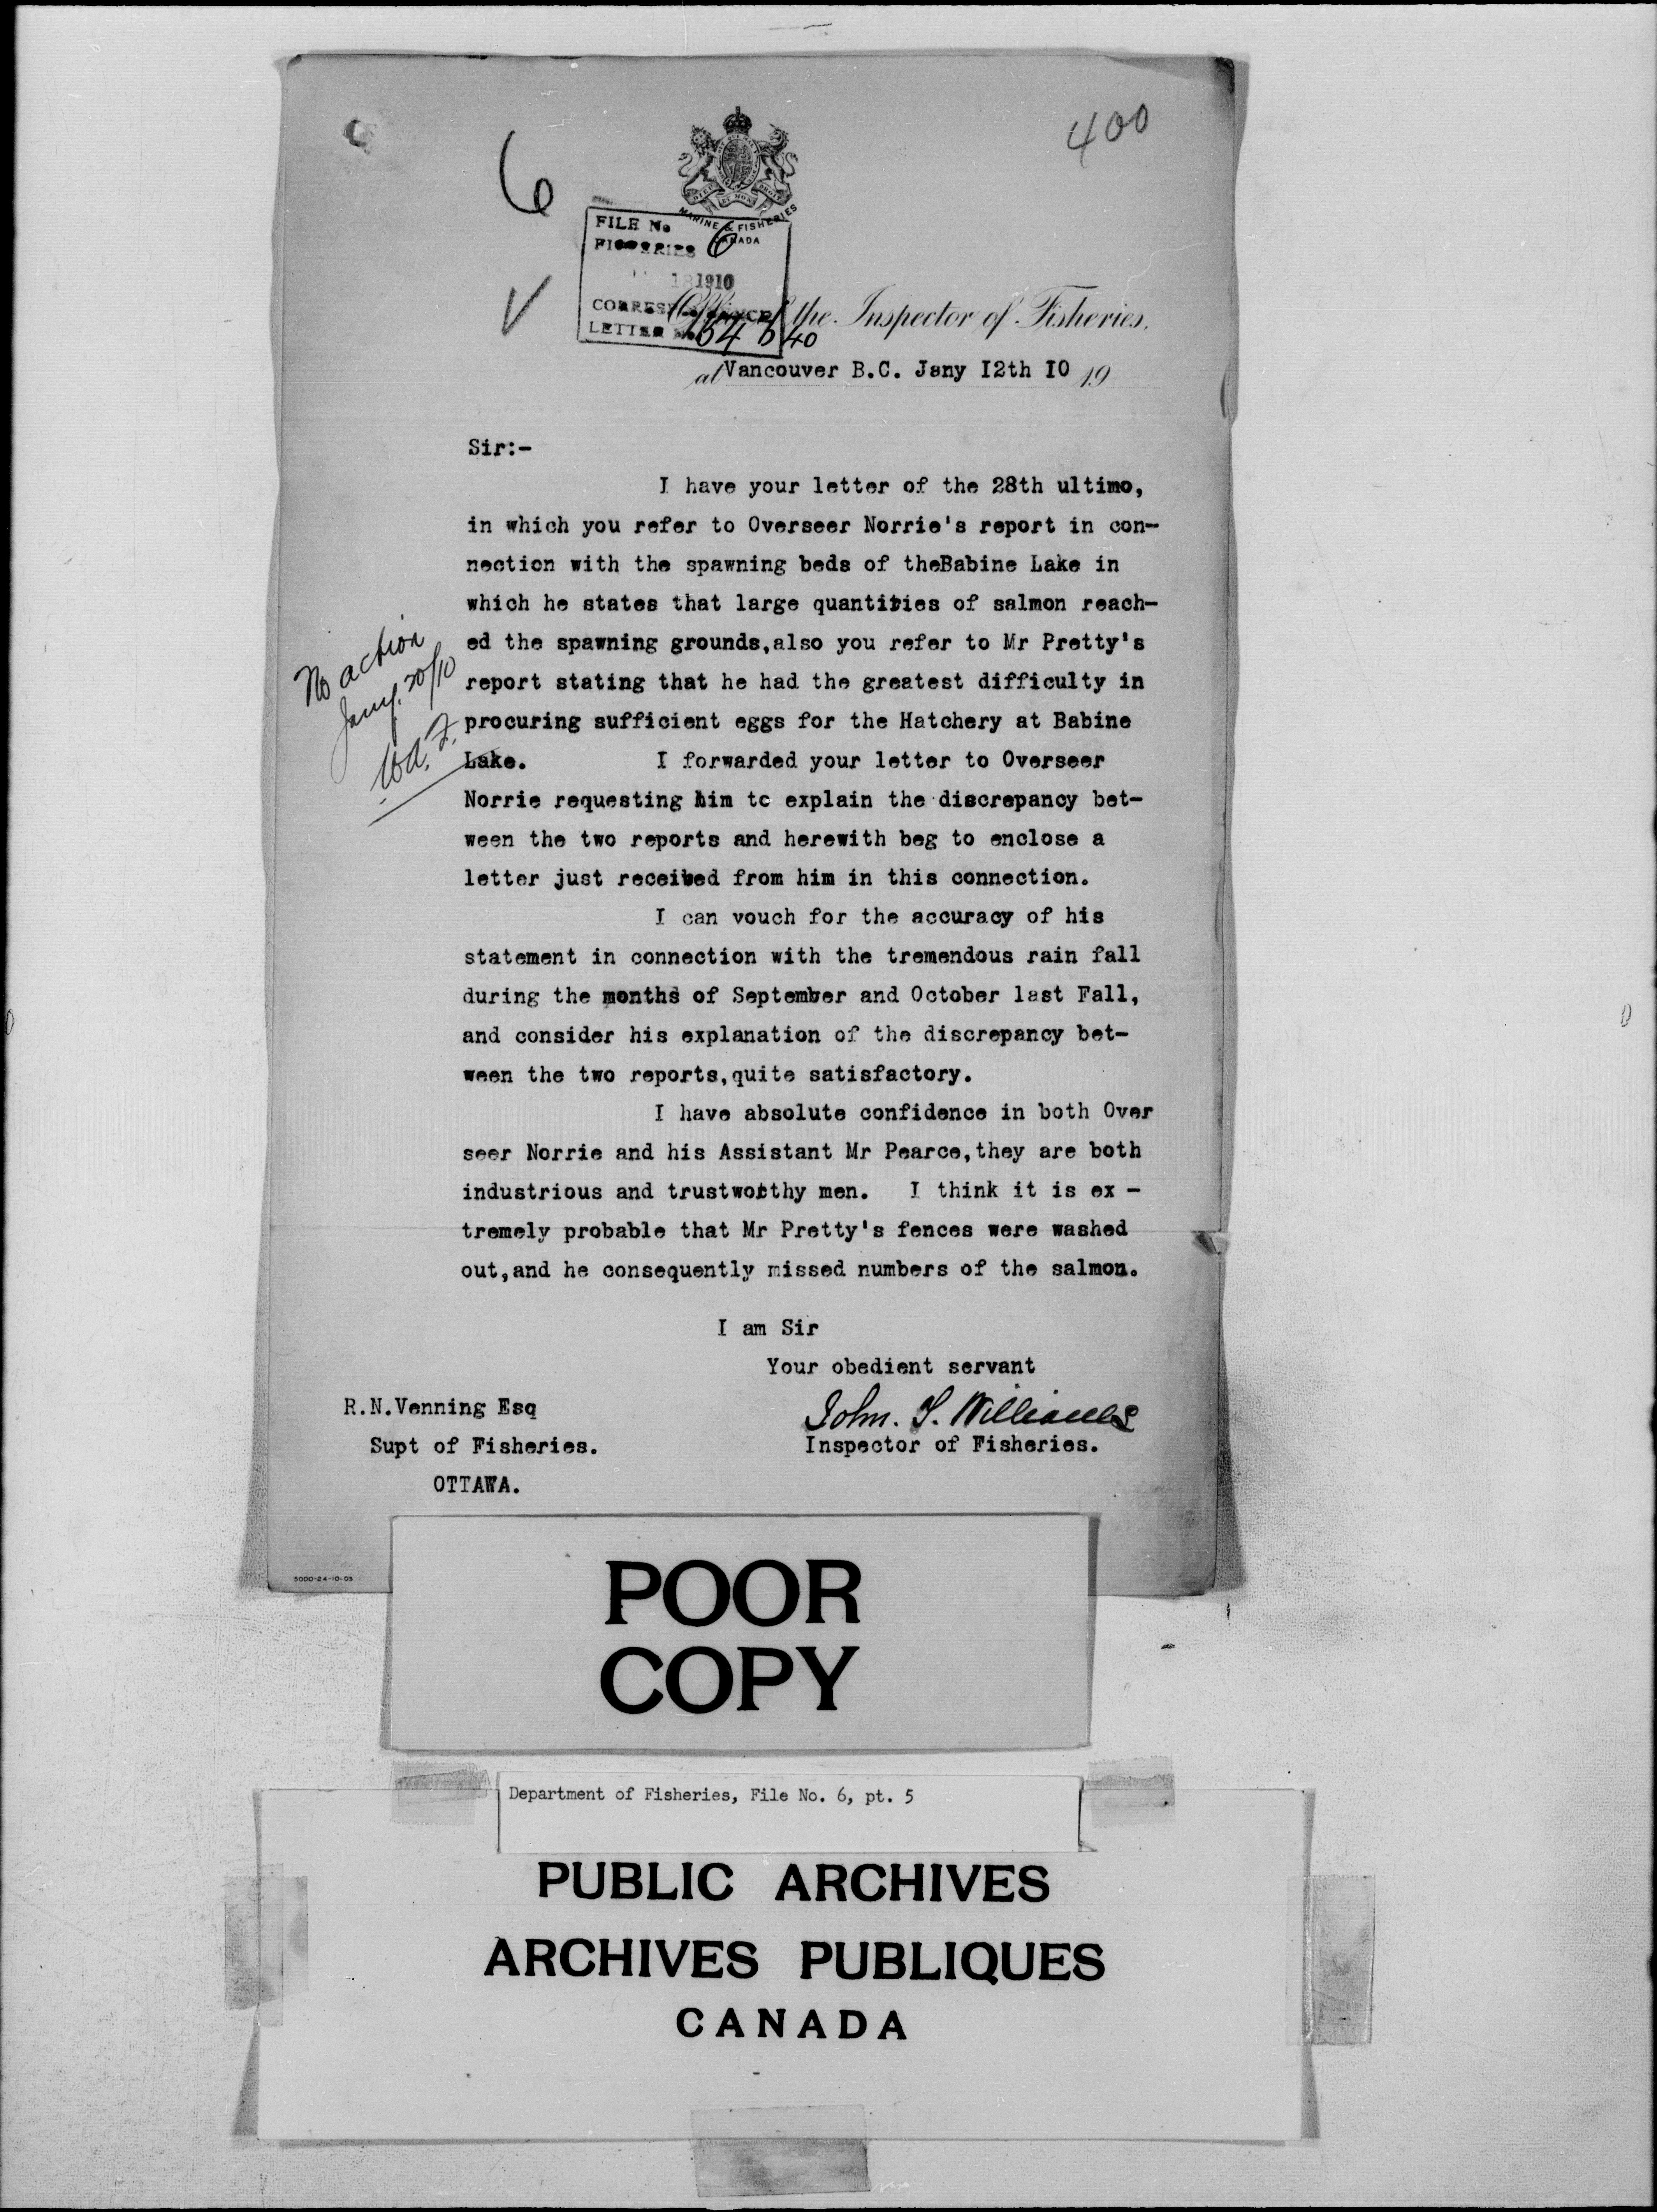 400
6
MARINE & FISHERIES
CANADA
FILE No
FISHERIES 6
18 1910
CORRESPONDENCE
LETTER No
Office of the Inspector of Fisheries,
at Vancouver B.C. Jany I2th I0 19
Sir:-
I have your letter of the 28th ultimo,
in which you refer to Overseer Norrie's report in con-
nection with the spawning beds of theBabine Lake in
which he states that large quantities of salmon reach-
ed the spawning grounds,also you refer to Mr Pretty's
report stating that he had the greatest difficulty in
procuring sufficient eggs for the Hatchery at Babine
Lake. I forwarded your letter to Overseer
Norrie requesting him to explain the discrepancy bet-
ween the two reports and herewith beg to enclose a
letter just received from him in this connection.
I can vouch for the accuracy of his
statement in connection with the tremendous rain fall
during the months of September and October last Fall,
and consider his explanation of the discrepancy bet-
ween the two reports,quite satisfactory.
I have absolute confidence in both Over
seer Norrie and his Assistant Mr Pearce,they are both
industrious and trustworthy men. I think it is ex -
tremely probable that Mr Pretty's fences were washed
out,and he consequently missed numbers of the salmon.
No action
Jany. 20/10
I am Sir
Your obedient servant
John. T. Williams
Inspector of Fisheries.
R.N.Venning Esq
Supt of Fisheries.
OTTAWA.
5000-24-10-05
POOR
COPY
Department of Fisheries, File No. 6, pt. 5
PUBLIC ARCHIVES
ARCHIVES PUBLIQUES
CANADA